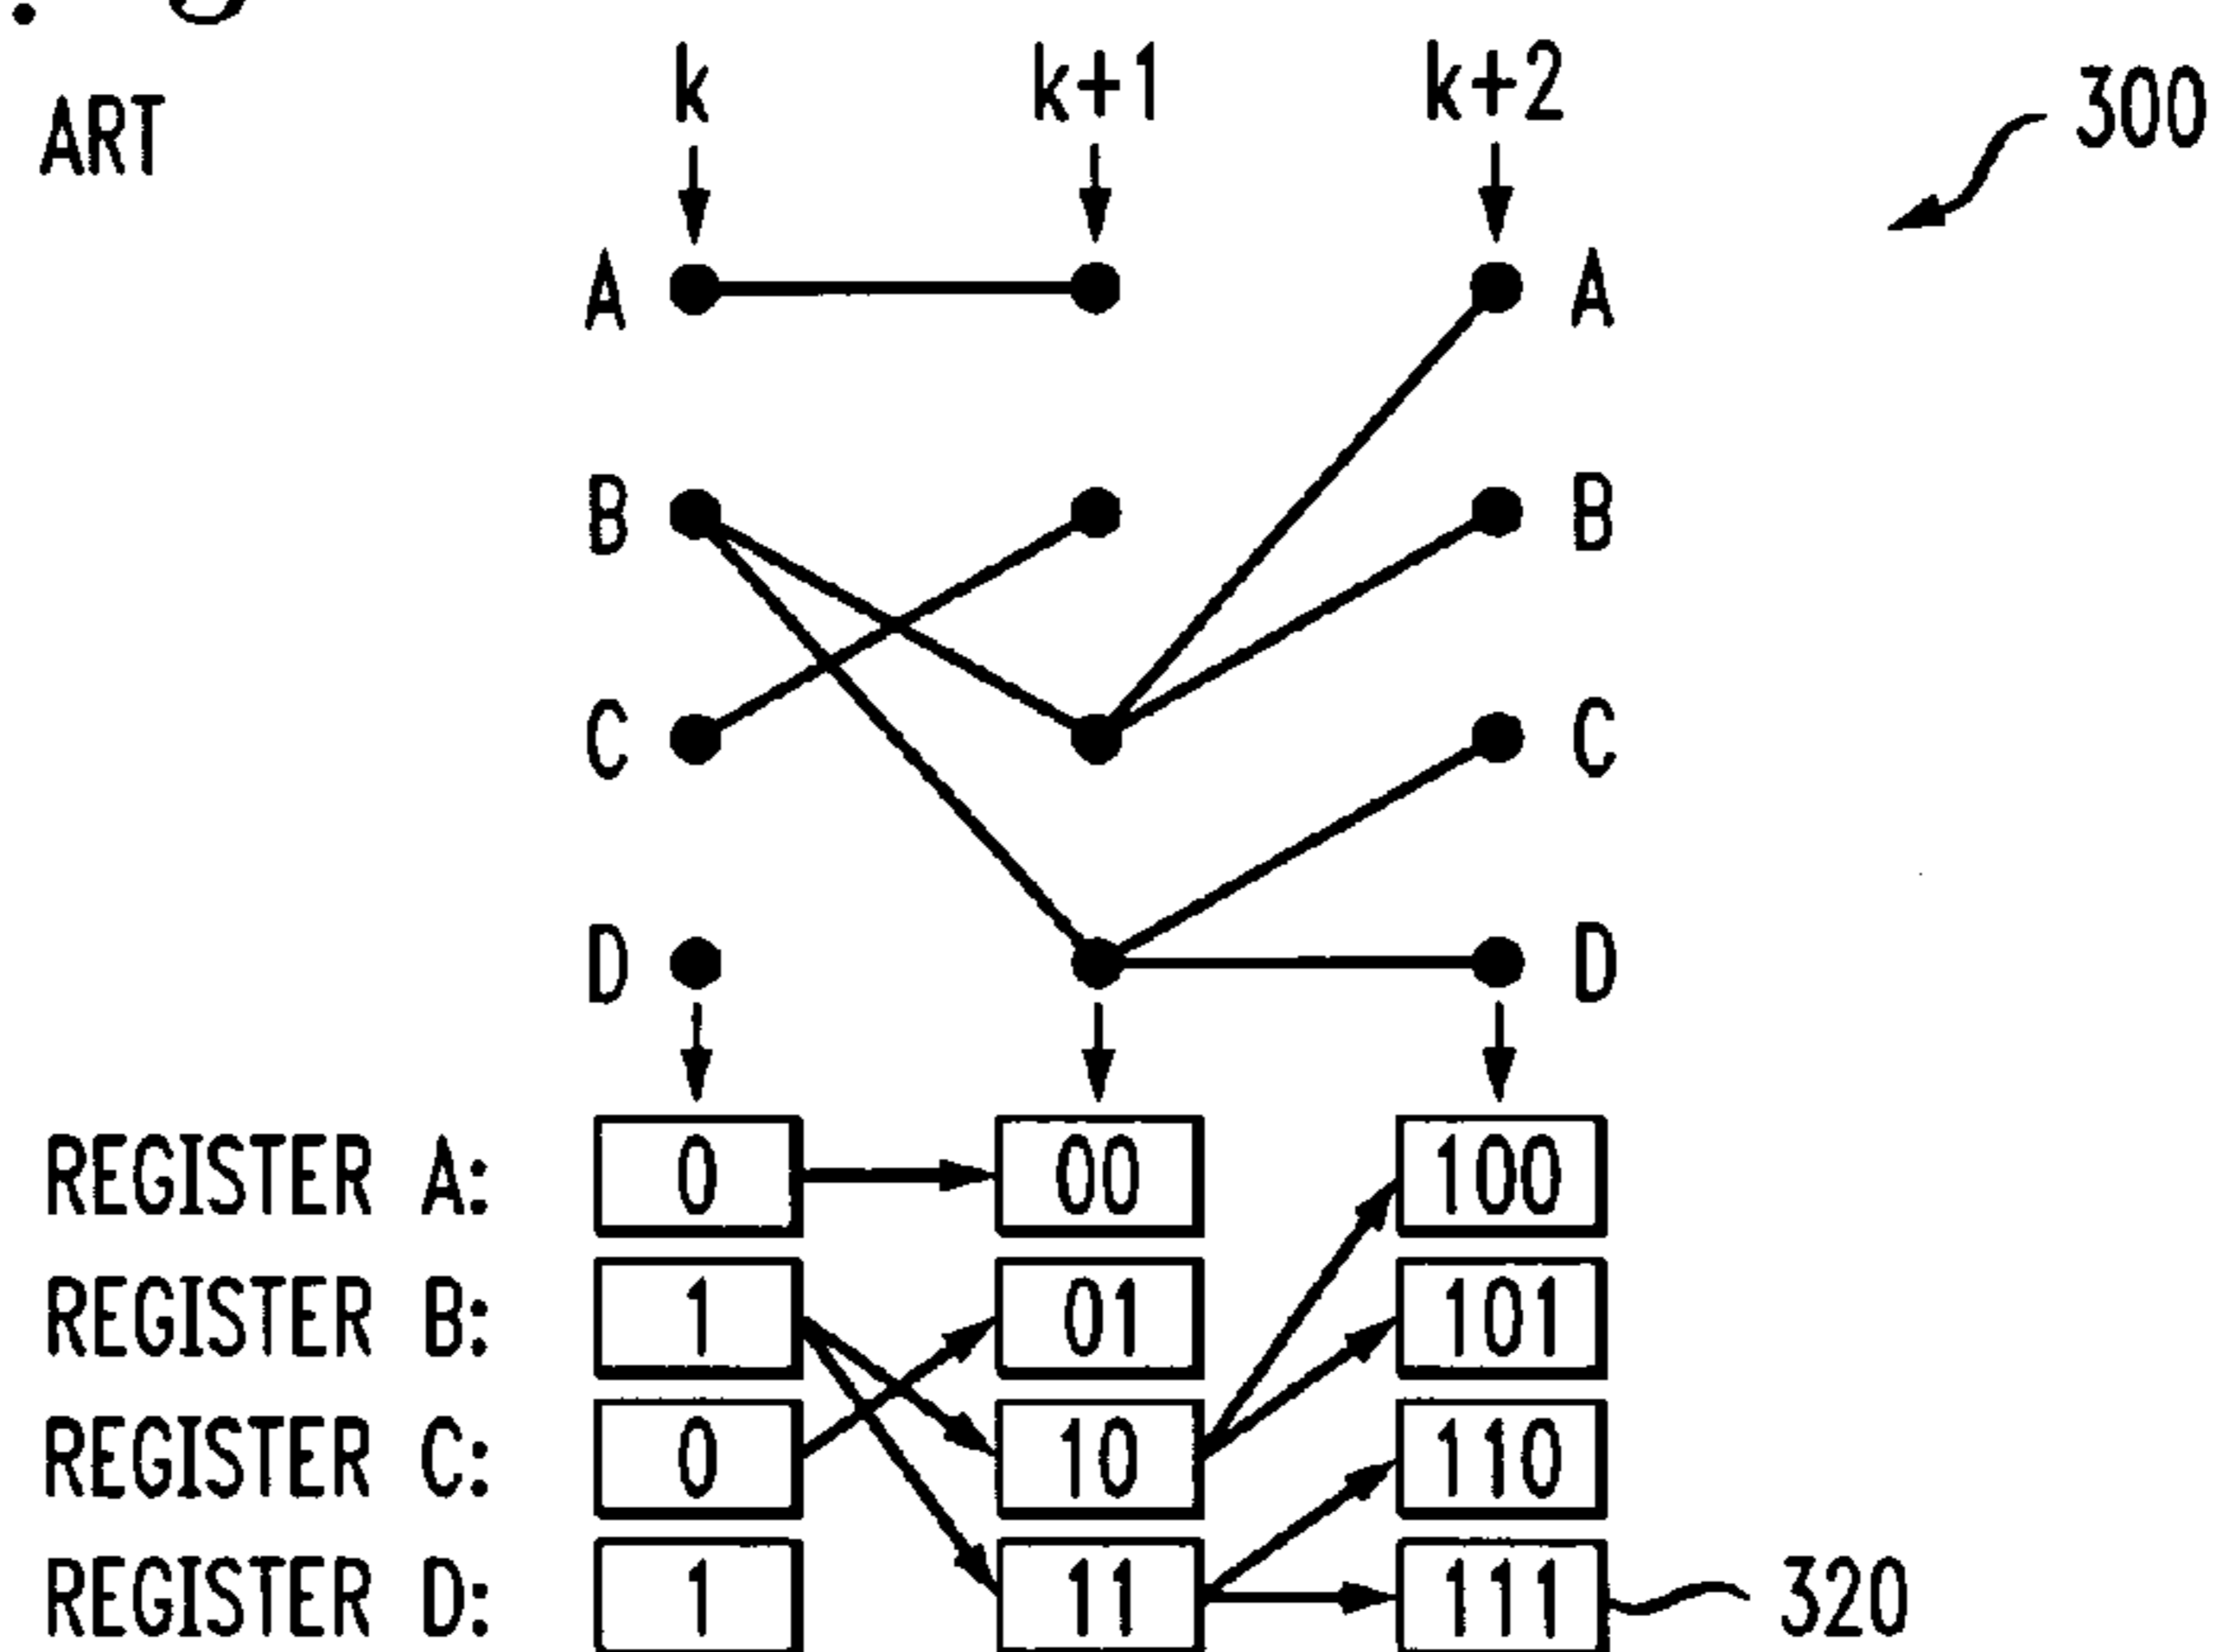 ART
k k+1 k+2
300
A A
B B
C C
D D
REGISTER A: 0 00 100
REGISTER B: 1 01 101
REGISTER C: 0 10 110
REGISTER D: 1 11 111
320